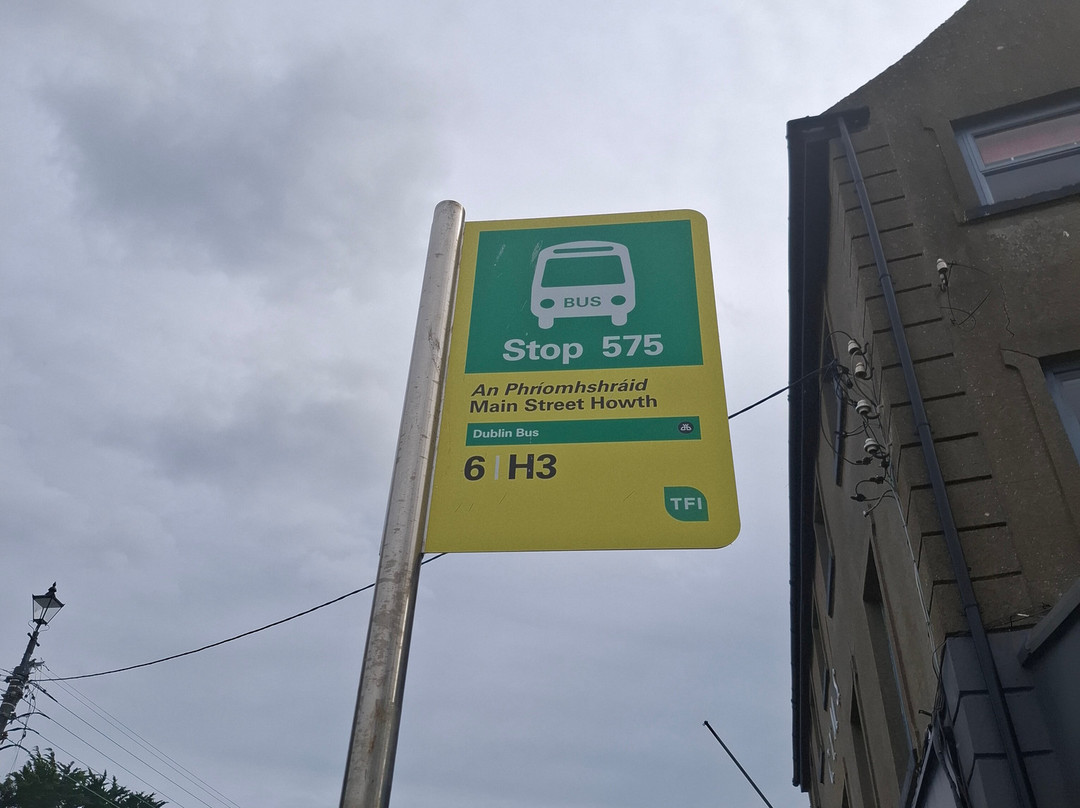 BUS
Stop 575
An Phríomhshráid
Main Street Howth
Dublin Bus
6 | H3
TFI